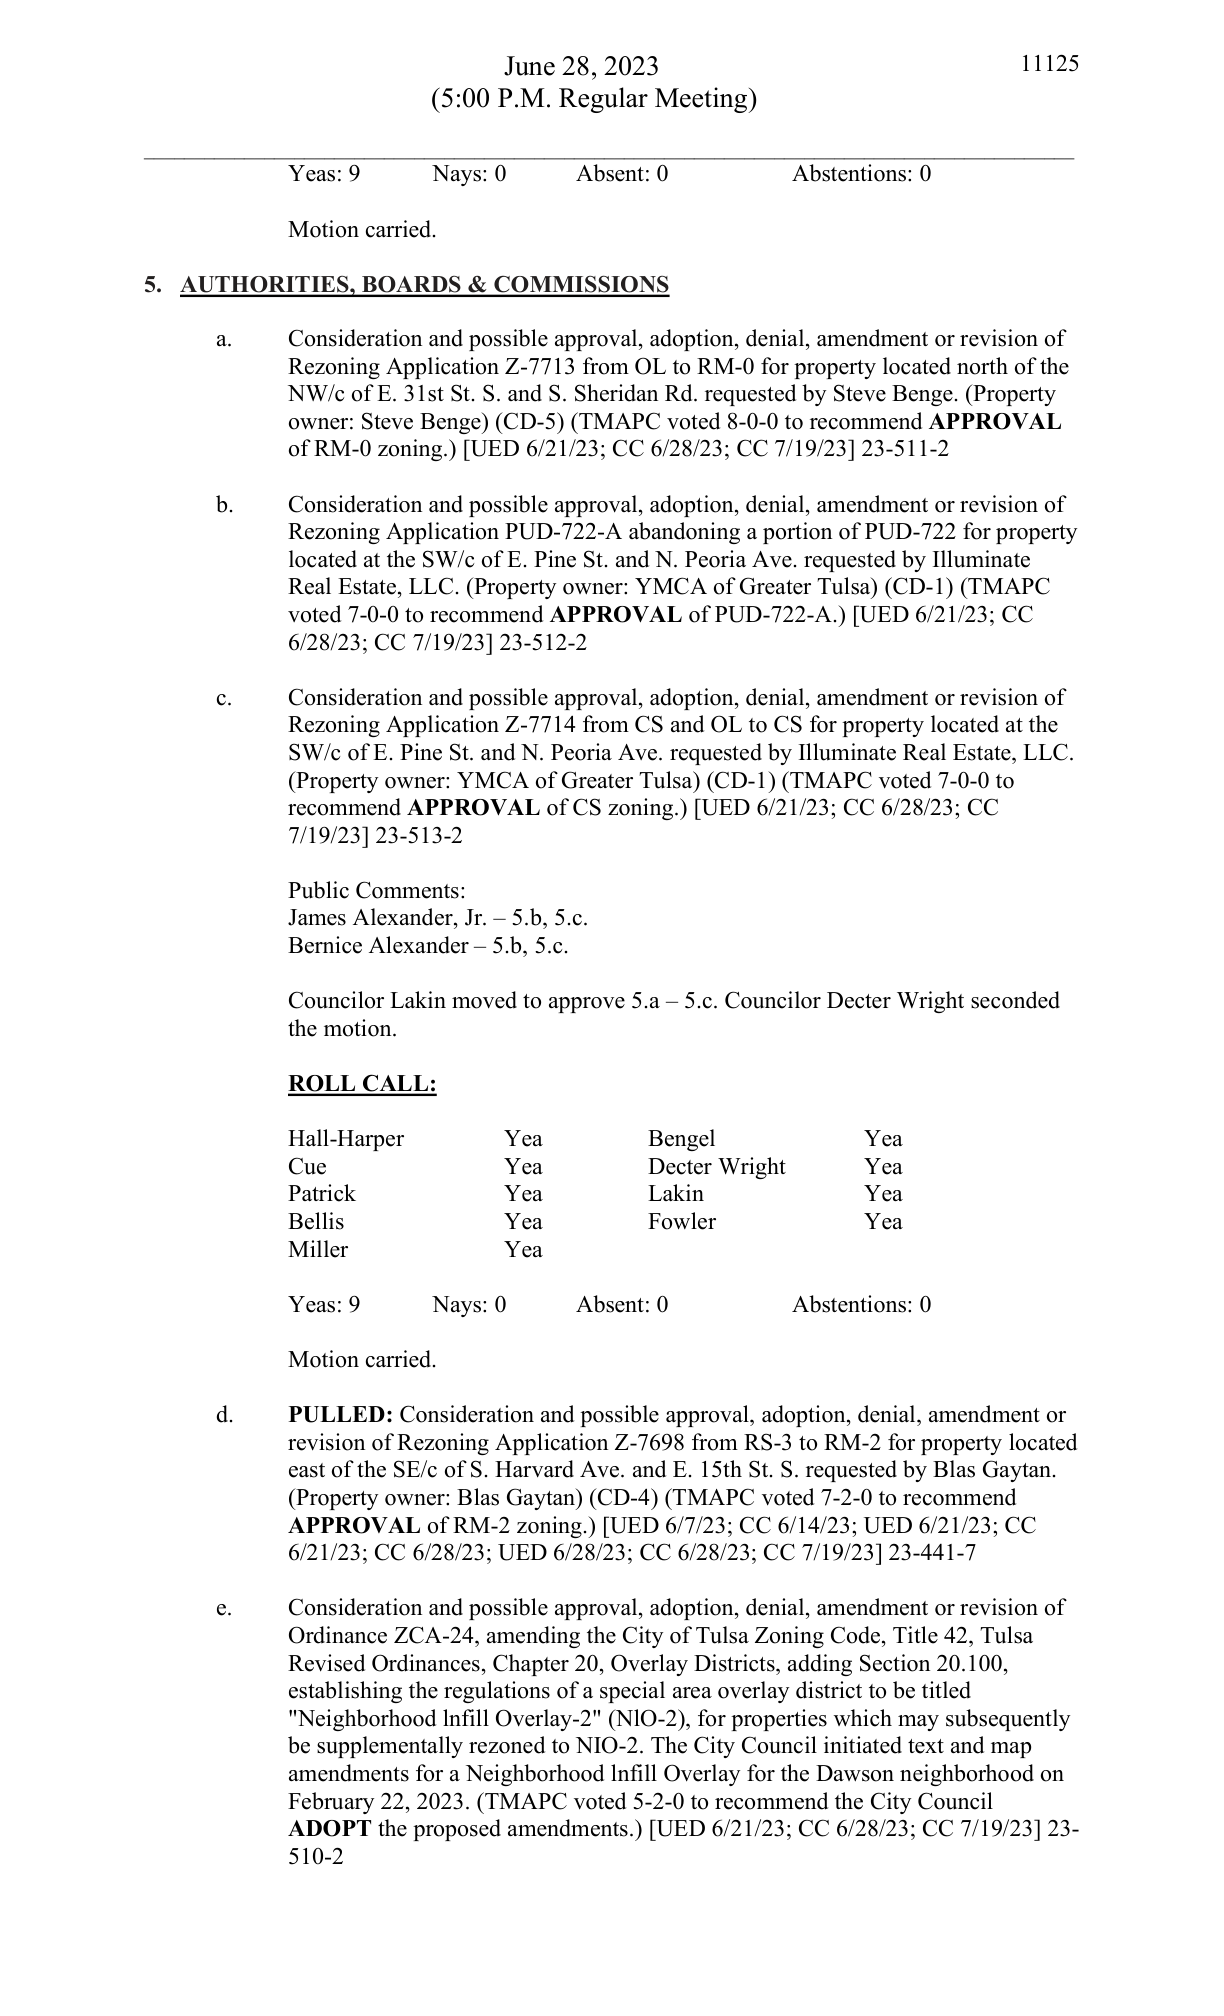 June 28, 2023
11125
(5:00 P.M. Regular Meeting)
Yeas: 9 Nays: 0 Absent: 0 Abstentions: 0
Motion carried.
5. AUTHORITIES, BOARDS & COMMISSIONS
a. Consideration and possible approval, adoption, denial, amendment or revision of
Rezoning Application Z-7713 from OL to RM-0 for property located north of the
NW/c of E. 31st St. S. and S. Sheridan Rd. requested by Steve Benge. (Property
owner: Steve Benge) (CD-5) (TMAPC voted 8-0-0 to recommend APPROVAL
of RM-0 zoning.) [UED 6/21/23; CC 6/28/23; CC 7/19/23] 23-511-2
b. Consideration and possible approval, adoption, denial, amendment or revision of
Rezoning Application PUD-722-A abandoning a portion of PUD-722 for property
located at the SW/c of E. Pine St. and N. Peoria Ave. requested by Illuminate
Real Estate, LLC. (Property owner: YMCA of Greater Tulsa) (CD-1) (TMAPC
voted 7-0-0 to recommend APPROVAL of PUD-722-A.) [UED 6/21/23; CC
6/28/23; CC 7/19/23] 23-512-2
c. Consideration and possible approval, adoption, denial, amendment or revision of
Rezoning Application Z-7714 from CS and OL to CS for property located at the
SW/c of E. Pine St. and N. Peoria Ave. requested by Illuminate Real Estate, LLC.
(Property owner: YMCA of Greater Tulsa) (CD-1) (TMAPC voted 7-0-0 to
recommend APPROVAL of CS zoning.) [UED 6/21/23; CC 6/28/23; CC
7/19/23] 23-513-2
Public Comments:
James Alexander, Jr. – 5.b, 5.c.
Bernice Alexander – 5.b, 5.c.
Councilor Lakin moved to approve 5.a – 5.c. Councilor Decter Wright seconded
the motion.
ROLL CALL:
Hall-Harper Yea Bengel Yea
Cue Yea Decter Wright Yea
Patrick Yea Lakin Yea
Bellis Yea Fowler Yea
Miller Yea
Yeas: 9 Nays: 0 Absent: 0 Abstentions: 0
Motion carried.
d. PULLED: Consideration and possible approval, adoption, denial, amendment or
revision of Rezoning Application Z-7698 from RS-3 to RM-2 for property located
east of the SE/c of S. Harvard Ave. and E. 15th St. S. requested by Blas Gaytan.
(Property owner: Blas Gaytan) (CD-4) (TMAPC voted 7-2-0 to recommend
APPROVAL of RM-2 zoning.) [UED 6/7/23; CC 6/14/23; UED 6/21/23; CC
6/21/23; CC 6/28/23; UED 6/28/23; CC 6/28/23; CC 7/19/23] 23-441-7
e. Consideration and possible approval, adoption, denial, amendment or revision of
Ordinance ZCA-24, amending the City of Tulsa Zoning Code, Title 42, Tulsa
Revised Ordinances, Chapter 20, Overlay Districts, adding Section 20.100,
establishing the regulations of a special area overlay district to be titled
"Neighborhood lnfill Overlay-2" (NlO-2), for properties which may subsequently
be supplementally rezoned to NIO-2. The City Council initiated text and map
amendments for a Neighborhood lnfill Overlay for the Dawson neighborhood on
February 22, 2023. (TMAPC voted 5-2-0 to recommend the City Council
ADOPT the proposed amendments.) [UED 6/21/23; CC 6/28/23; CC 7/19/23] 23-
510-2